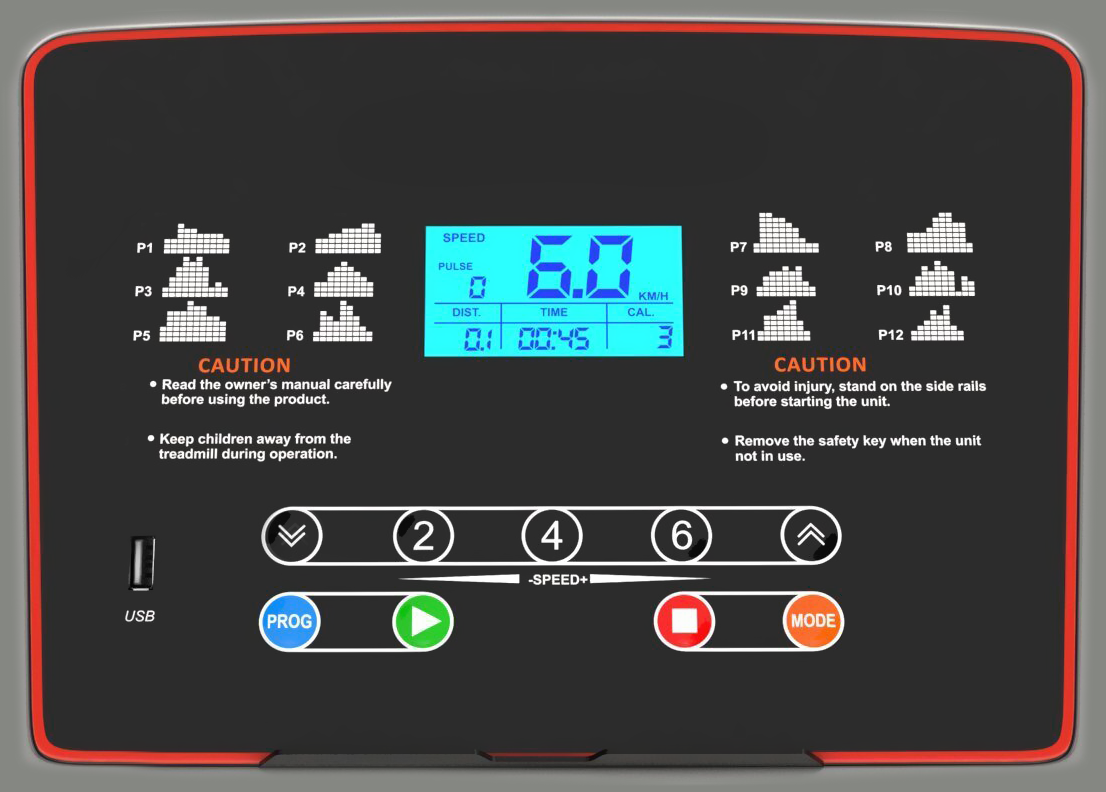 P1
P2
P3
P4
P5
P6
SPEED
6.0
PULSE
0
KM/H
DIST.
TIME
CAL.
0.1
00:45
3
P7
P8
P9
P10
P11
P12
CAUTION
• Read the owner's manual carefully
before using the product.
• Keep children away from the
treadmill during operation.
CAUTION
• To avoid injury, stand on the side rails
before starting the unit.
• Remove the safety key when the unit
not in use.
2
4
6
-SPEED+
USB
PROG
MODE